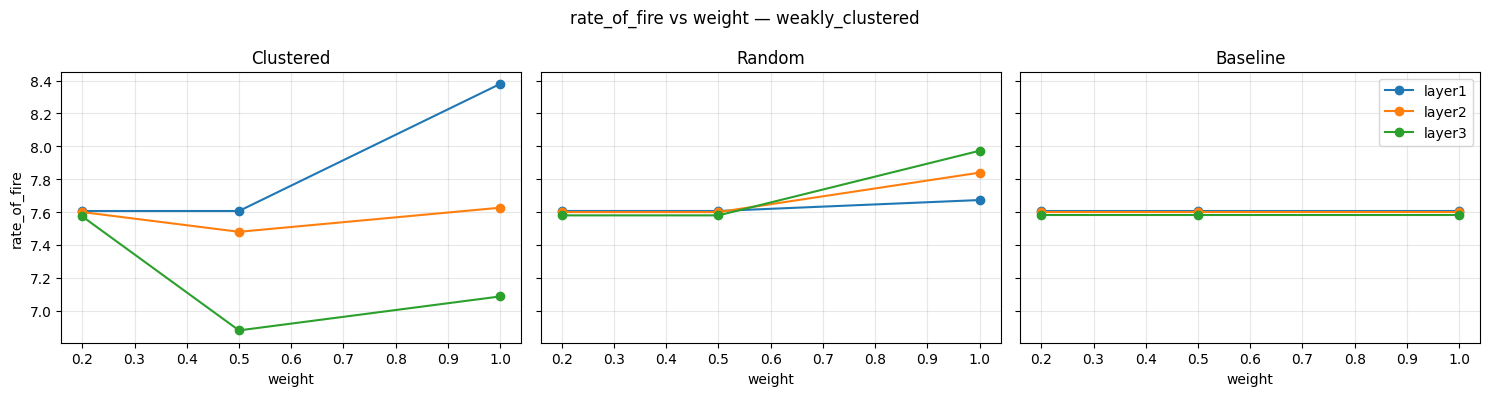 rate_of_fire vs weight — weakly_clustered
Clustered
Random
Baseline
rate_of_fire
8.4
8.2
8.0
7.8
7.6
7.4
7.2
7.0
layer1
layer2
layer3
0.2 0.3 0.4 0.5 0.6 0.7 0.8 0.9 1.0
0.2 0.3 0.4 0.5 0.6 0.7 0.8 0.9 1.0
0.2 0.3 0.4 0.5 0.6 0.7 0.8 0.9 1.0
weight
weight
weight